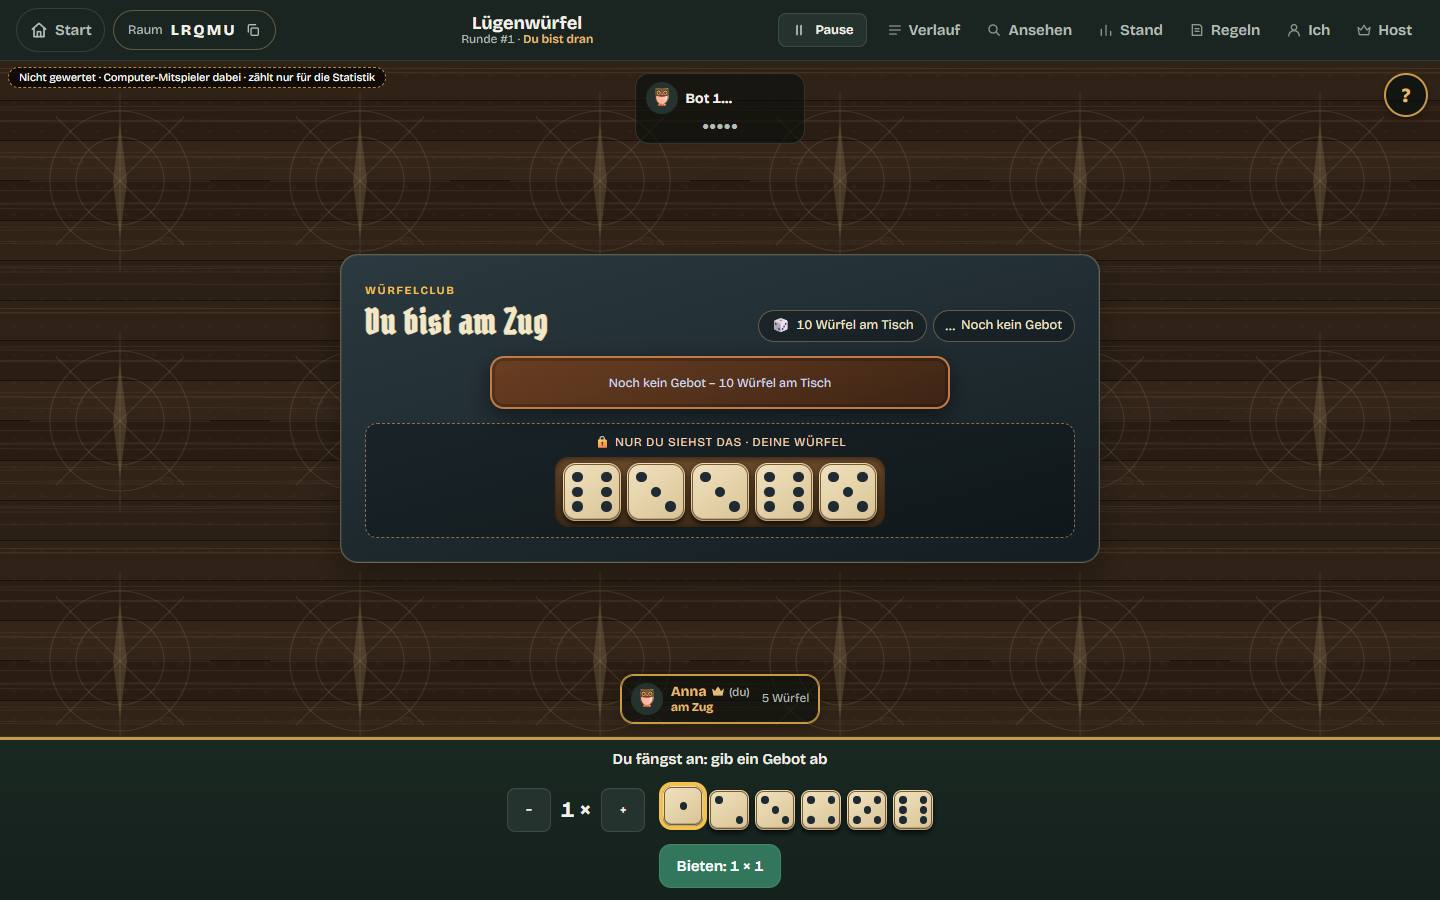 Start
Raum LRQMU
Lügenwürfel
Runde #1 · Du bist dran
Pause
Verlauf
Ansehen
Stand
Regeln
Ich
Host
Nicht gewertet · Computer-Mitspieler dabei · zählt nur für die Statistik
?
Bot 1...
WÜRFELCLUB
Du bist am Zug
10 Würfel am Tisch
... Noch kein Gebot
Noch kein Gebot – 10 Würfel am Tisch
NUR DU SIEHST DAS · DEINE WÜRFEL
Anna (du)
am Zug
5 Würfel
Du fängst an: gib ein Gebot ab
- 1 × +
Bieten: 1 × 1